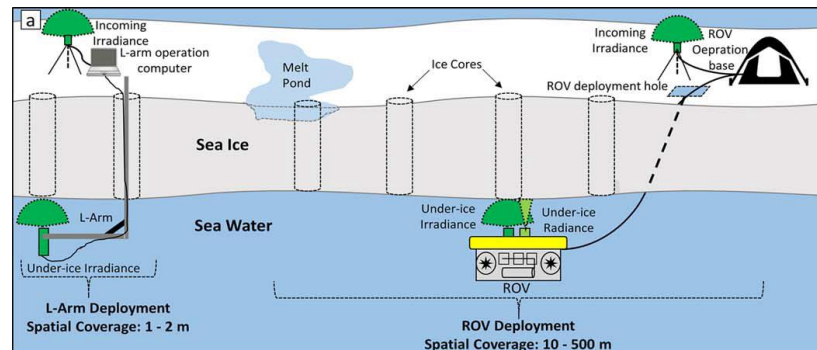 a
Incoming
Irradiance
L-arm operation
computer
Melt
Pond
Ice Cores
Incoming
Irradiance
ROV
Oepration
base
ROV deployment hole
Sea Ice
Sea Water
L-Arm
Under-ice Irradiance
Under-ice
Irradiance
Under-ice
Radiance
ROV
L-Arm Deployment
Spatial Coverage: 1 - 2 m
ROV Deployment
Spatial Coverage: 10 - 500 m